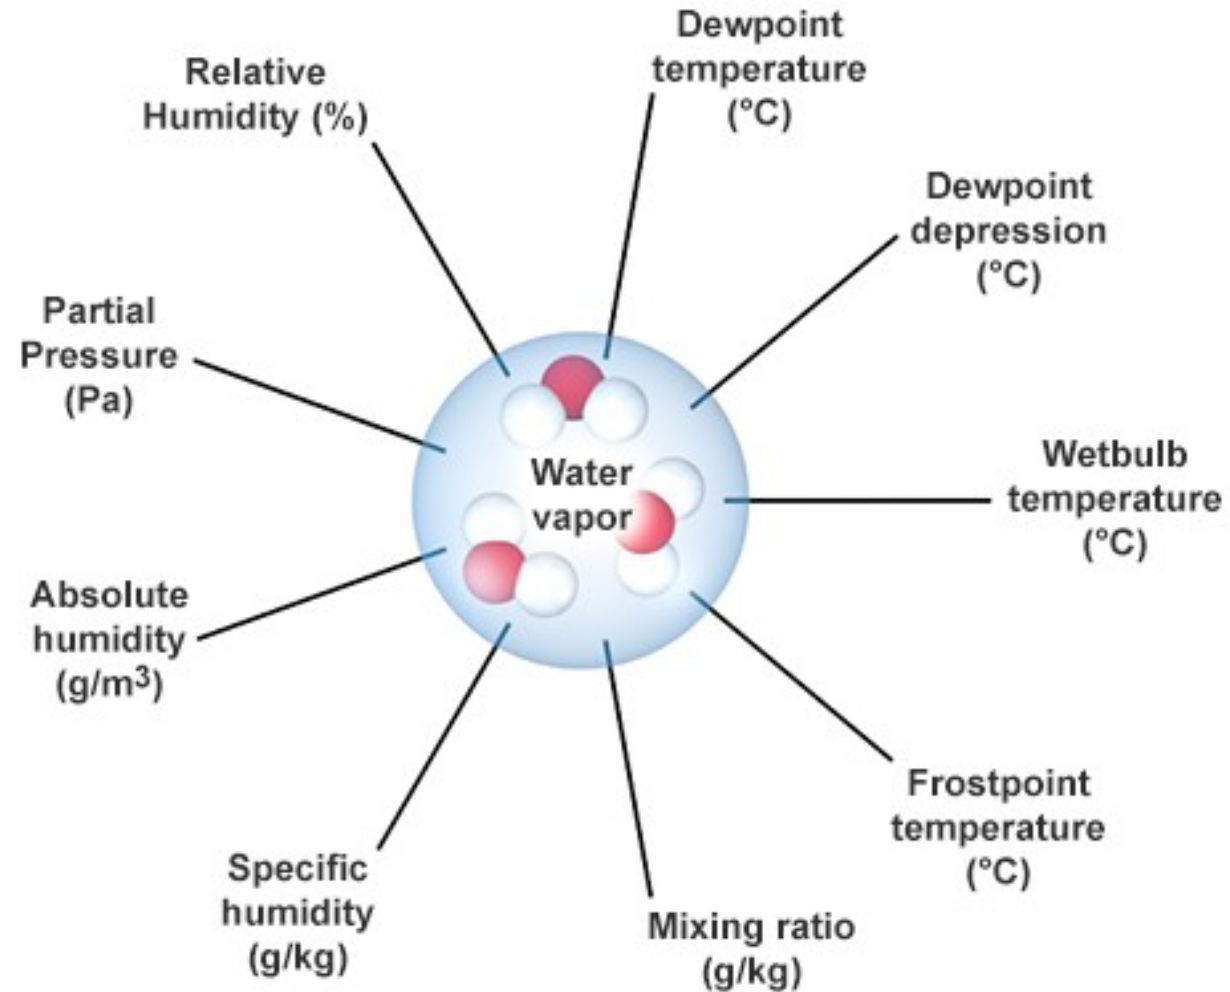 Dewpoint
temperature
(°C)
Relative
Humidity (%)
Dewpoint
depression
(°C)
Partial
Pressure
(Pa)
Wetbulb
temperature
(°C)
Water
vapor
Absolute
humidity
(g/m³)
Frostpoint
temperature
(°C)
Specific
humidity
(g/kg)
Mixing ratio
(g/kg)